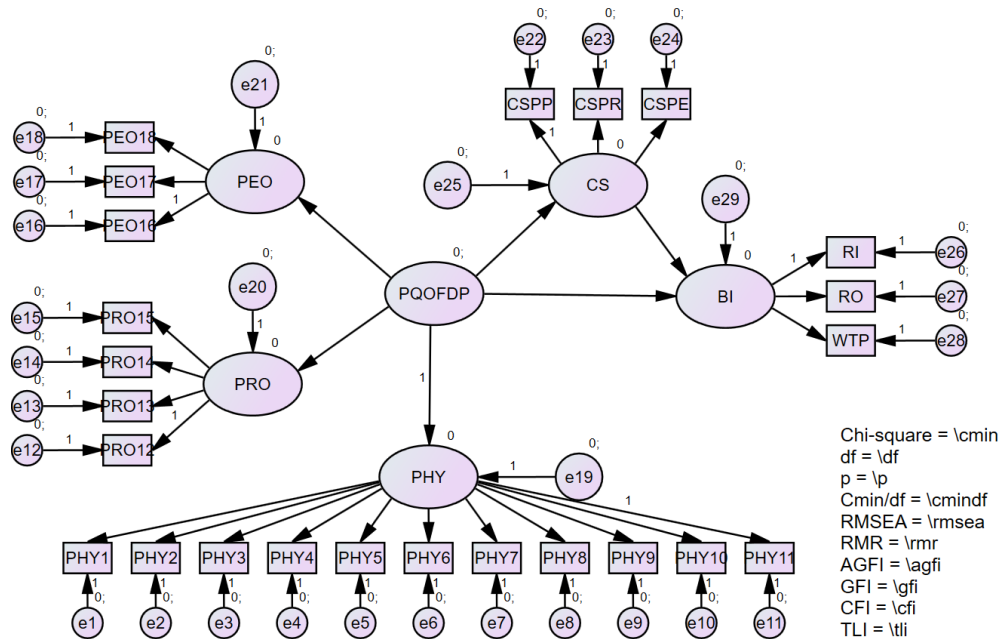 0; 0; 0;
e22 e23 e24
1 1 1
CSPP CSPR CSPE
1
0;
e21
1
0
PEO
0;
e18 1 PEO18
0;
e17 1 PEO17
0;
e16 1 PEO16
1
0
CS
0;
e25 1
0;
e29
1
0
BI
1 RI 1 0; e26
RO 1 0; e27
WTP 1 0; e28
0;
PQOFDP
0;
e20
1
0
PRO
0;
e15 1 PRO15
0;
e14 1 PRO14
0;
e13 1 PRO13
0;
e12 1 PRO12
1
1
0
PHY
0;
1 e19
1
PHY1 PHY2 PHY3 PHY4 PHY5 PHY6 PHY7 PHY8 PHY9 PHY10 PHY11
1 1 1 1 1 1 1 1 1 1 1
0; 0; 0; 0; 0; 0; 0; 0; 0; 0; 0;
e1 e2 e3 e4 e5 e6 e7 e8 e9 e10 e11
Chi-square = \cmin
df = \df
p = \p
Cmin/df = \cmindf
RMSEA = \rmsea
RMR = \rmr
AGFI = \agfi
GFI = \gfi
CFI = \cfi
TLI = \tli